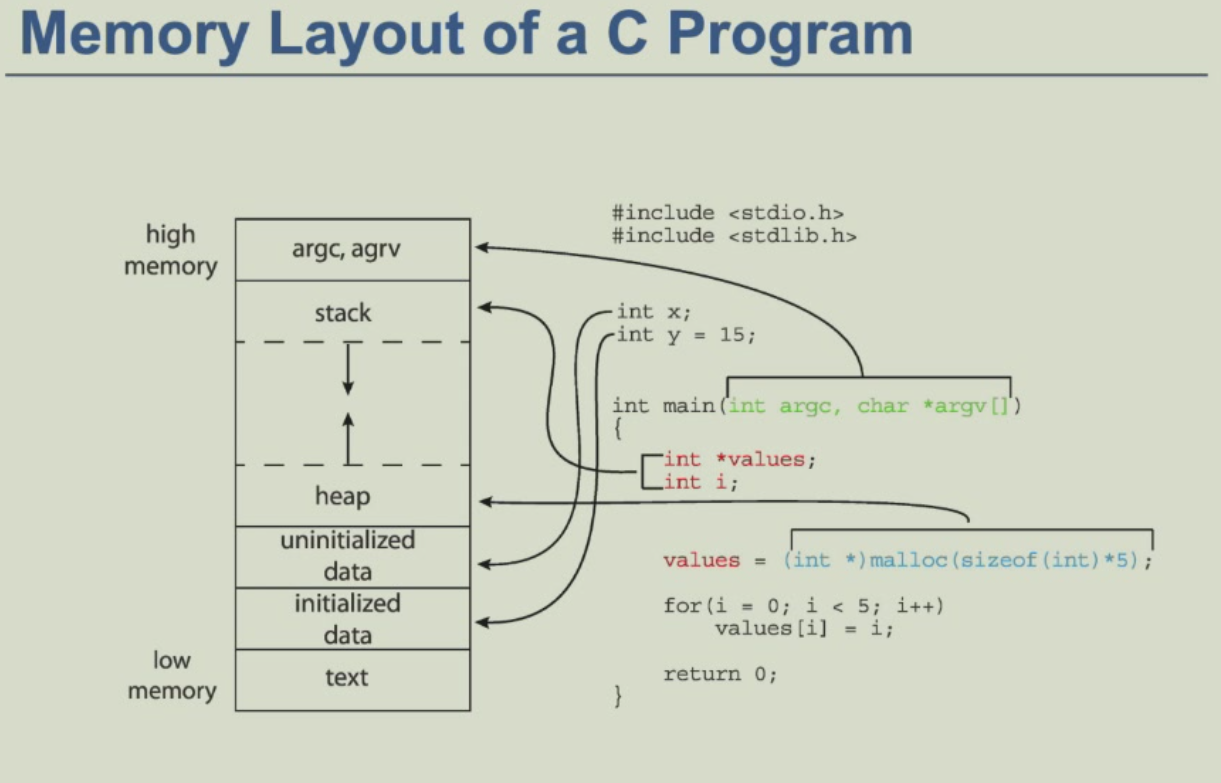 Memory Layout of a C Program
high
memory
argc, agrv
stack
heap
uninitialized
data
initialized
data
low
memory
text
#include <stdio.h>
#include <stdlib.h>
int x;
int y = 15;
int main(int argc, char *argv[])
{
int *values;
int i;
values = (int *)malloc(sizeof(int)*5);
for(i = 0; i < 5; i++)
values[i] = i;
return 0;
}